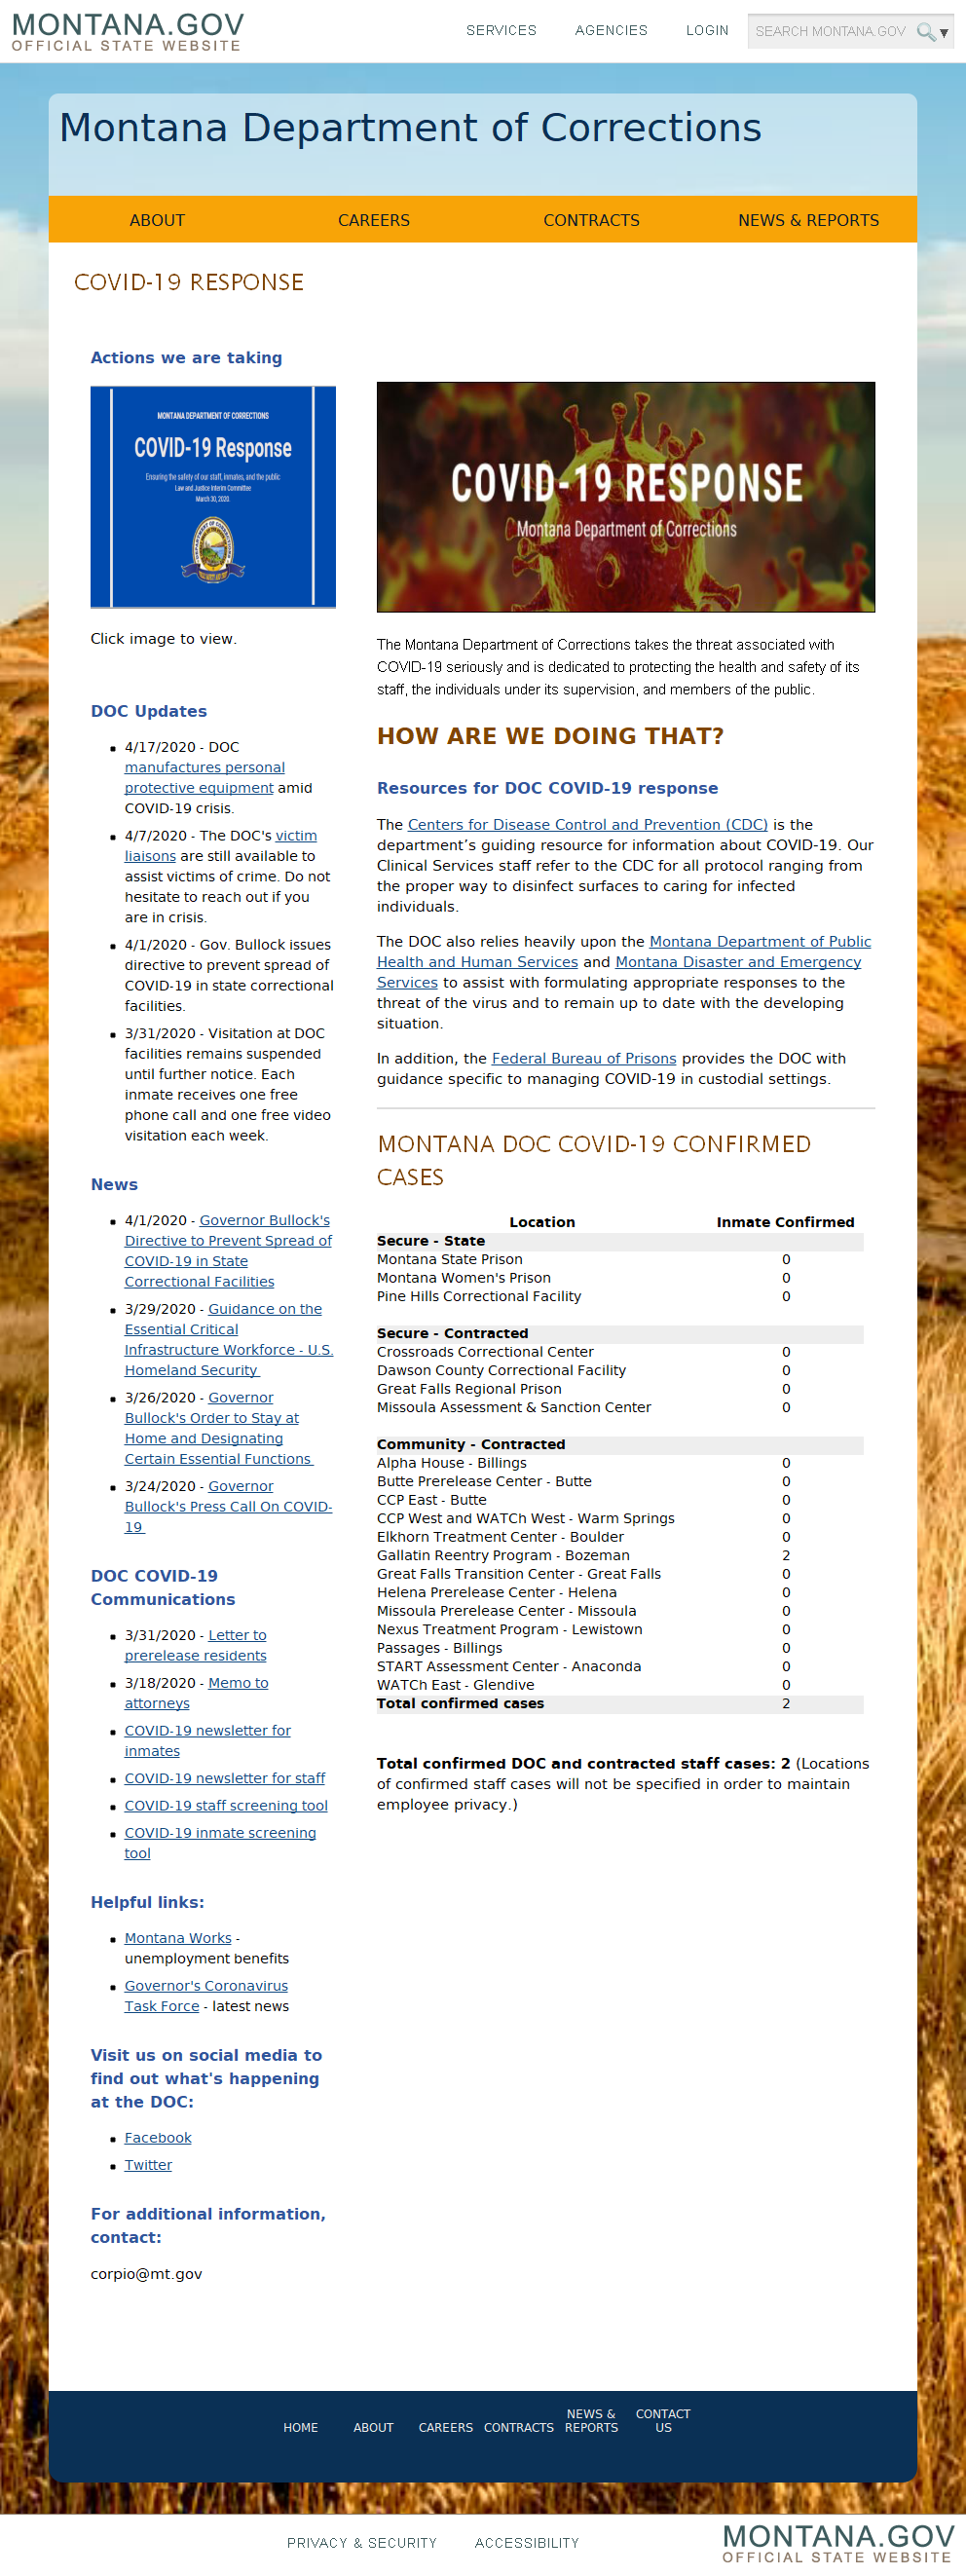 MONTANA.GOV
OFFICIAL STATE WEBSITE
SERVICES AGENCIES LOGIN SEARCH MONTANA.GOV
Montana Department of Corrections
ABOUT CAREERS CONTRACTS NEWS & REPORTS
COVID-19 RESPONSE
Actions we are taking
MONTANA DEPARTMENT OF CORRECTIONS
COVID-19 Response
Ensuring the safety of our staff, inmates, and the public
Law and Justice Interim Committee
March 30, 2020
Click image to view.
DOC Updates
4/17/2020 - DOC
manufactures personal
protective equipment amid
COVID-19 crisis.
4/7/2020 - The DOC's victim
liaisons are still available to
assist victims of crime. Do not
hesitate to reach out if you
are in crisis.
4/1/2020 - Gov. Bullock issues
directive to prevent spread of
COVID-19 in state correctional
facilities.
3/31/2020 - Visitation at DOC
facilities remains suspended
until further notice. Each
inmate receives one free
phone call and one free video
visitation each week.
News
4/1/2020 - Governor Bullock's
Directive to Prevent Spread of
COVID-19 in State
Correctional Facilities
3/29/2020 - Guidance on the
Essential Critical
Infrastructure Workforce - U.S.
Homeland Security
3/26/2020 - Governor
Bullock's Order to Stay at
Home and Designating
Certain Essential Functions
3/24/2020 - Governor
Bullock's Press Call On COVID-
19
DOC COVID-19
Communications
3/31/2020 - Letter to
prerelease residents
3/18/2020 - Memo to
attorneys
COVID-19 newsletter for
inmates
COVID-19 newsletter for staff
COVID-19 staff screening tool
COVID-19 inmate screening
tool
Helpful links:
Montana Works -
unemployment benefits
Governor's Coronavirus
Task Force - latest news
Visit us on social media to
find out what's happening
at the DOC:
Facebook
Twitter
For additional information,
contact:
corpio@mt.gov
COVID-19 RESPONSE
Montana Department of Corrections
The Montana Department of Corrections takes the threat associated with
COVID-19 seriously and is dedicated to protecting the health and safety of its
staff, the individuals under its supervision, and members of the public.
HOW ARE WE DOING THAT?
Resources for DOC COVID-19 response
The Centers for Disease Control and Prevention (CDC) is the
department’s guiding resource for information about COVID-19. Our
Clinical Services staff refer to the CDC for all protocol ranging from
the proper way to disinfect surfaces to caring for infected
individuals.
The DOC also relies heavily upon the Montana Department of Public
Health and Human Services and Montana Disaster and Emergency
Services to assist with formulating appropriate responses to the
threat of the virus and to remain up to date with the developing
situation.
In addition, the Federal Bureau of Prisons provides the DOC with
guidance specific to managing COVID-19 in custodial settings.
MONTANA DOC COVID-19 CONFIRMED
CASES
Location Inmate Confirmed
Secure - State
Montana State Prison 0
Montana Women's Prison 0
Pine Hills Correctional Facility 0
Secure - Contracted
Crossroads Correctional Center 0
Dawson County Correctional Facility 0
Great Falls Regional Prison 0
Missoula Assessment & Sanction Center 0
Community - Contracted
Alpha House - Billings 0
Butte Prerelease Center - Butte 0
CCP East - Butte 0
CCP West and WATCh West - Warm Springs 0
Elkhorn Treatment Center - Boulder 0
Gallatin Reentry Program - Bozeman 2
Great Falls Transition Center - Great Falls 0
Helena Prerelease Center - Helena 0
Missoula Prerelease Center - Missoula 0
Nexus Treatment Program - Lewistown 0
Passages - Billings 0
START Assessment Center - Anaconda 0
WATCh East - Glendive 0
Total confirmed cases 2
Total confirmed DOC and contracted staff cases: 2 (Locations
of confirmed staff cases will not be specified in order to maintain
employee privacy.)
HOME ABOUT CAREERS CONTRACTS NEWS & REPORTS CONTACT US
PRIVACY & SECURITY ACCESSIBILITY
MONTANA.GOV
OFFICIAL STATE WEBSITE